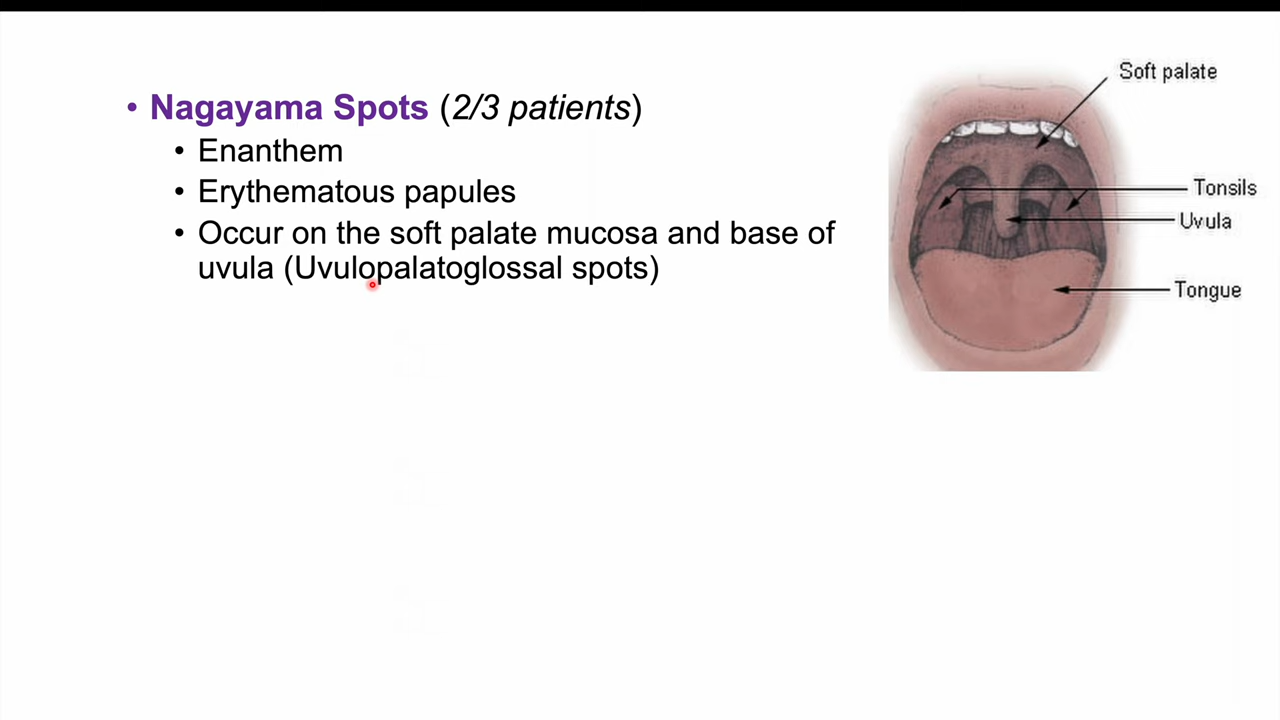 • Nagayama Spots (2/3 patients)
• Enanthem
• Erythematous papules
• Occur on the soft palate mucosa and base of
uvula (Uvulopalatoglossal spots)
Soft palate
Tonsils
Uvula
Tongue